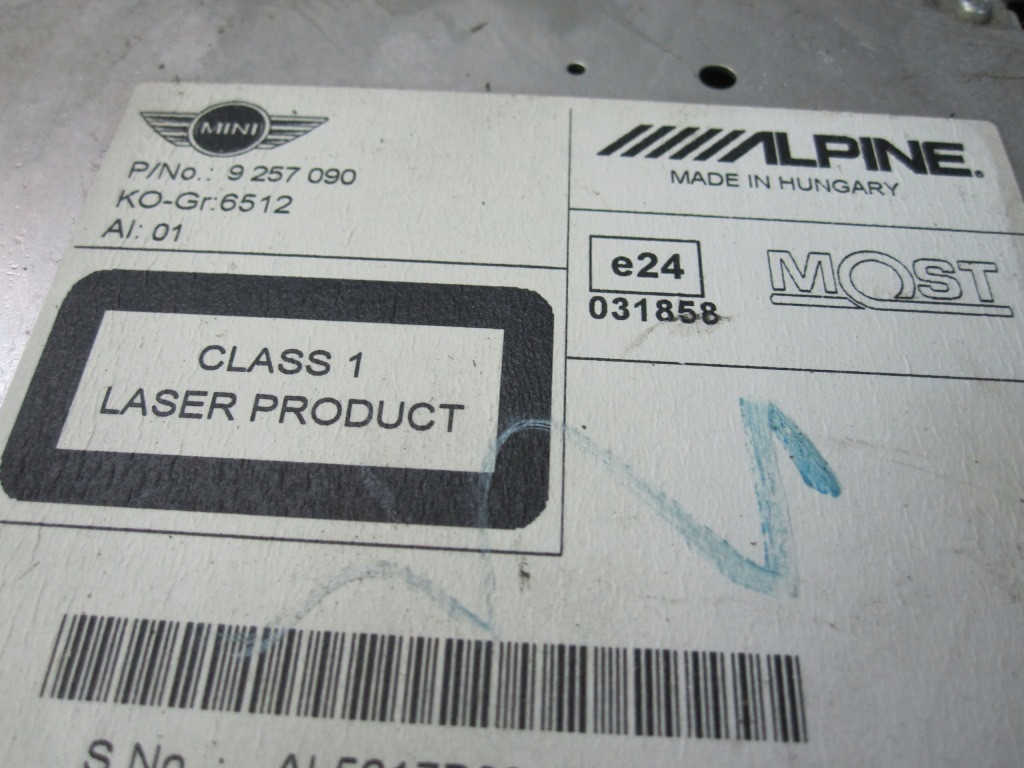 MINI
P/No.: 9 257 090
KO-Gr:6512
AI: 01
ALPINE®
MADE IN HUNGARY
e24
031858
MOST
CLASS 1
LASER PRODUCT
S.No.: